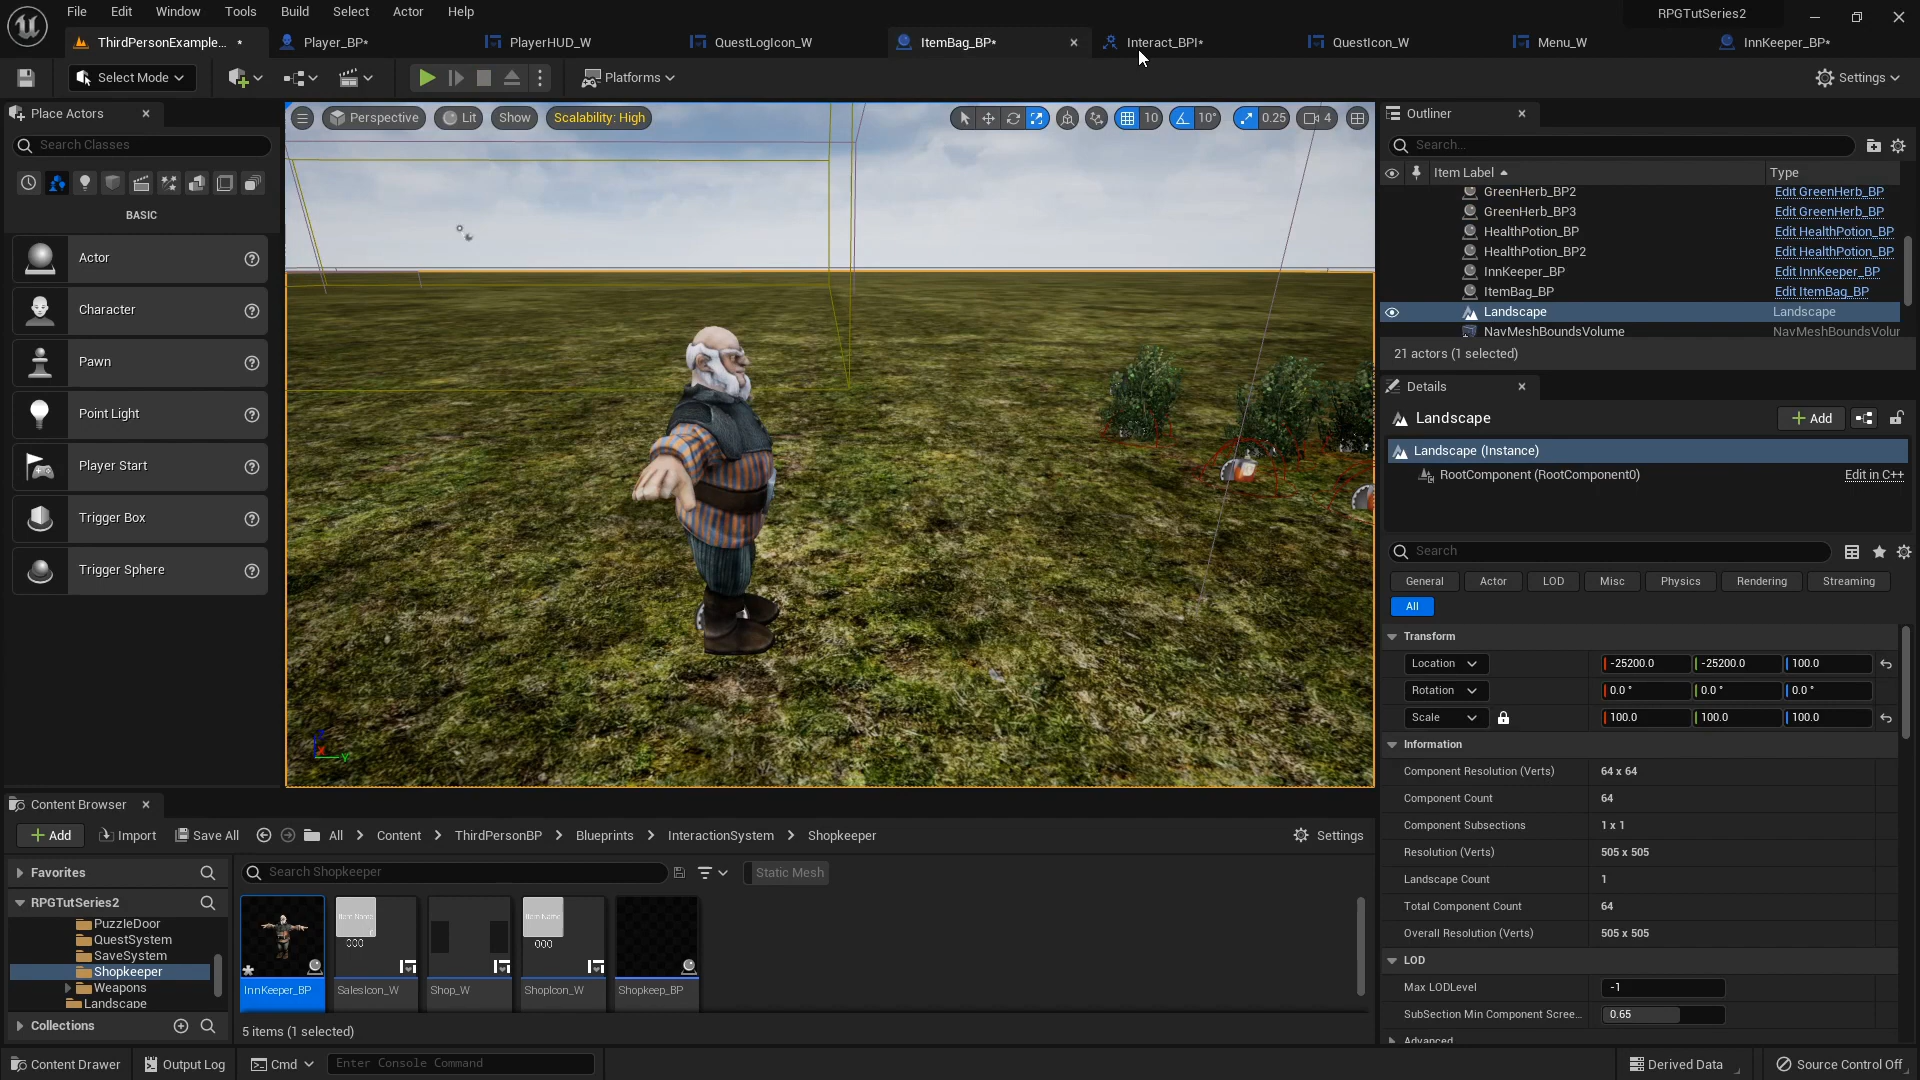 File Edit Window Tools Build Select Actor Help
RPGTutSeries2
ThirdPersonExample... *
Player_BP*
PlayerHUD_W
QuestLogIcon_W
ItemBag_BP*
Interact_BPI*
QuestIcon_W
Menu_W
InnKeeper_BP*
Select Mode
Platforms
Settings
Place Actors
Search Classes
BASIC
Actor
Character
Pawn
Point Light
Player Start
Trigger Box
Trigger Sphere
Perspective
Lit
Show
Scalability: High
10
10°
0.25
4
Y
Outliner
Search...
Item Label
Type
GreenHerb_BP2 Edit GreenHerb_BP
GreenHerb_BP3 Edit GreenHerb_BP
HealthPotion_BP Edit HealthPotion_BP
HealthPotion_BP2 Edit HealthPotion_BP
InnKeeper_BP Edit InnKeeper_BP
ItemBag_BP Edit ItemBag_BP
Landscape Landscape
NavMeshBoundsVolume NavMeshBoundsVolur
21 actors (1 selected)
Details
Landscape
Add
Landscape (Instance)
RootComponent (RootComponent0) Edit in C++
Search
General Actor LOD Misc Physics Rendering Streaming
All
Transform
Location -25200.0 -25200.0 100.0
Rotation 0.0 ° 0.0 ° 0.0 °
Scale 100.0 100.0 100.0
Information
Component Resolution (Verts) 64 x 64
Component Count 64
Component Subsections 1 x 1
Resolution (Verts) 505 x 505
Landscape Count 1
Total Component Count 64
Overall Resolution (Verts) 505 x 505
LOD
Max LODLevel -1
SubSection Min Component Scree... 0.65
Advanced
Content Browser
Add Import Save All All Content ThirdPersonBP Blueprints InteractionSystem Shopkeeper Settings
Favorites
RPGTutSeries2
PuzzleDoor
QuestSystem
SaveSystem
Shopkeeper
Weapons
Landscape
Collections
Search Shopkeeper
Static Mesh
Item Name
000
Item Name
000
InnKeeper_BP
SalesIcon_W
Shop_W
ShopIcon_W
Shopkeep_BP
5 items (1 selected)
Content Drawer
Output Log
Cmd
Enter Console Command
Derived Data
Source Control Off